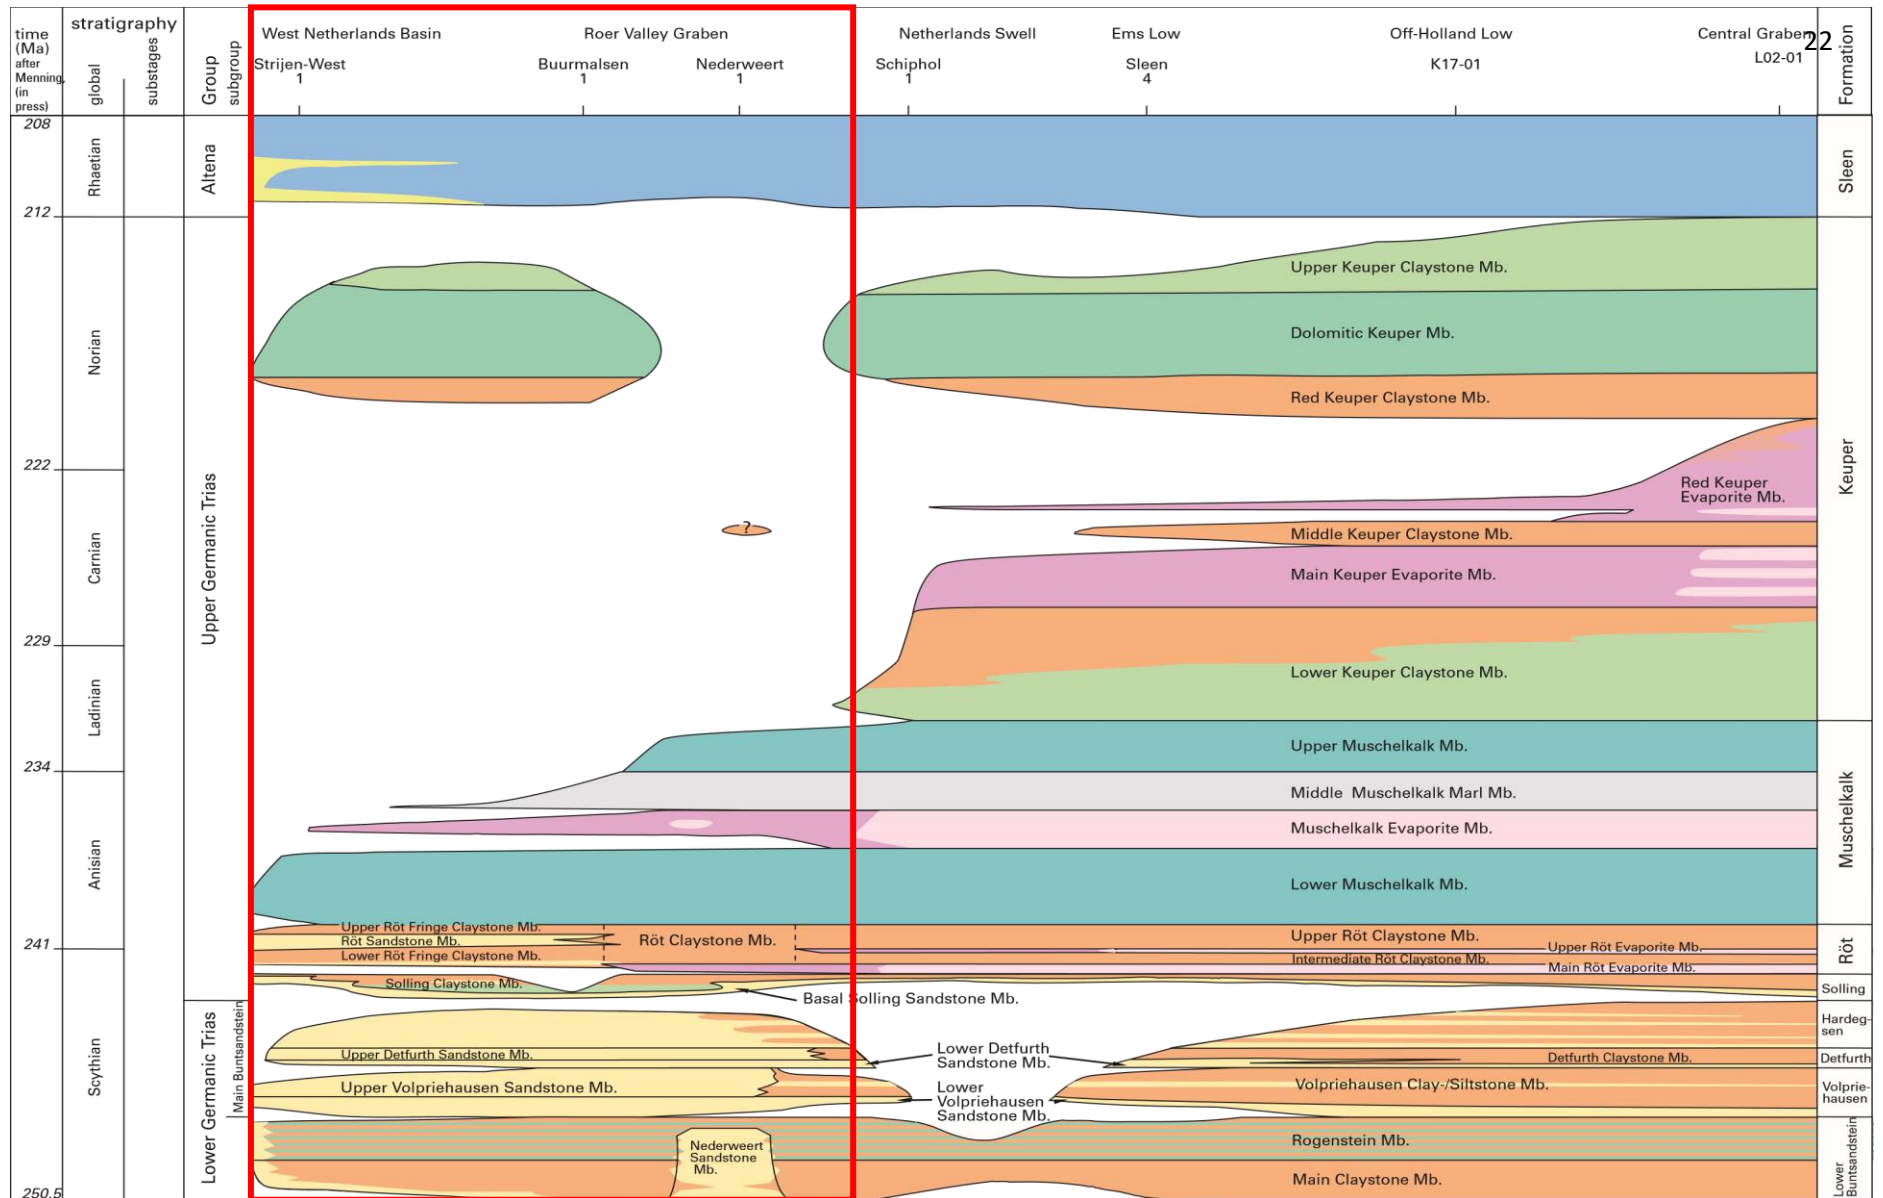 time
(Ma)
after
Menning,
(in
press)
stratigraphy
global
substages
Group
subgroup
West Netherlands Basin
Roer Valley Graben
Netherlands Swell
Ems Low
Off-Holland Low
Central Graben
22
Strijen-West
1
Buurmalsen
1
Nederweert
1
Schiphol
1
Sleen
4
K17-01
L02-01
Formation
208
Rhaetian
Altena
Sleen
212
Norian
Upper Germanic Trias
Upper Keuper Claystone Mb.
Dolomitic Keuper Mb.
Red Keuper Claystone Mb.
Keuper
222
Red Keuper
Evaporite Mb.
?
Carnian
Middle Keuper Claystone Mb.
Main Keuper Evaporite Mb.
229
Lower Keuper Claystone Mb.
Ladinian
Upper Muschelkalk Mb.
234
Middle Muschelkalk Marl Mb.
Muschelkalk Evaporite Mb.
Muschelkalk
Anisian
Lower Muschelkalk Mb.
Upper Röt Fringe Claystone Mb.
Röt Sandstone Mb.
Röt Claystone Mb.
Upper Röt Claystone Mb.
Röt
241
Upper Röt Evaporite Mb.
Lower Röt Fringe Claystone Mb.
Intermediate Röt Claystone Mb.
Main Röt Evaporite Mb.
Solling Claystone Mb.
Solling
Basal Solling Sandstone Mb.
Scythian
Lower Germanic Trias
Main Buntsandstein
Hardeg-
sen
Upper Detfurth Sandstone Mb.
Lower Detfurth
Sandstone Mb.
Detfurth Claystone Mb.
Detfurth
Upper Volpriehausen Sandstone Mb.
Lower
Volpriehausen
Sandstone Mb.
Volpriehausen Clay-/Siltstone Mb.
Volprie-
hausen
Nederweert
Sandstone
Mb.
Rogenstein Mb.
Main Claystone Mb.
Lower
Buntsandstein
250.5